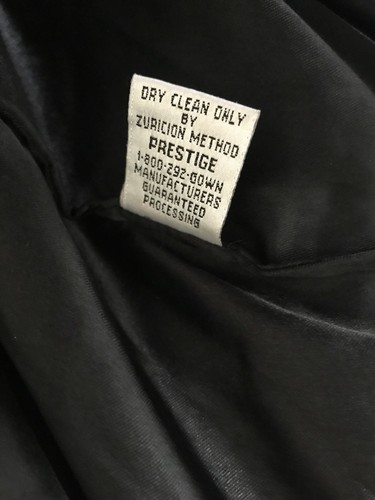 DRY CLEAN ONLY
BY
ZURICION METHOD
PRESTIGE
1-800-292-GOWN
MANUFACTURERS
GUARANTEED
PROCESSING